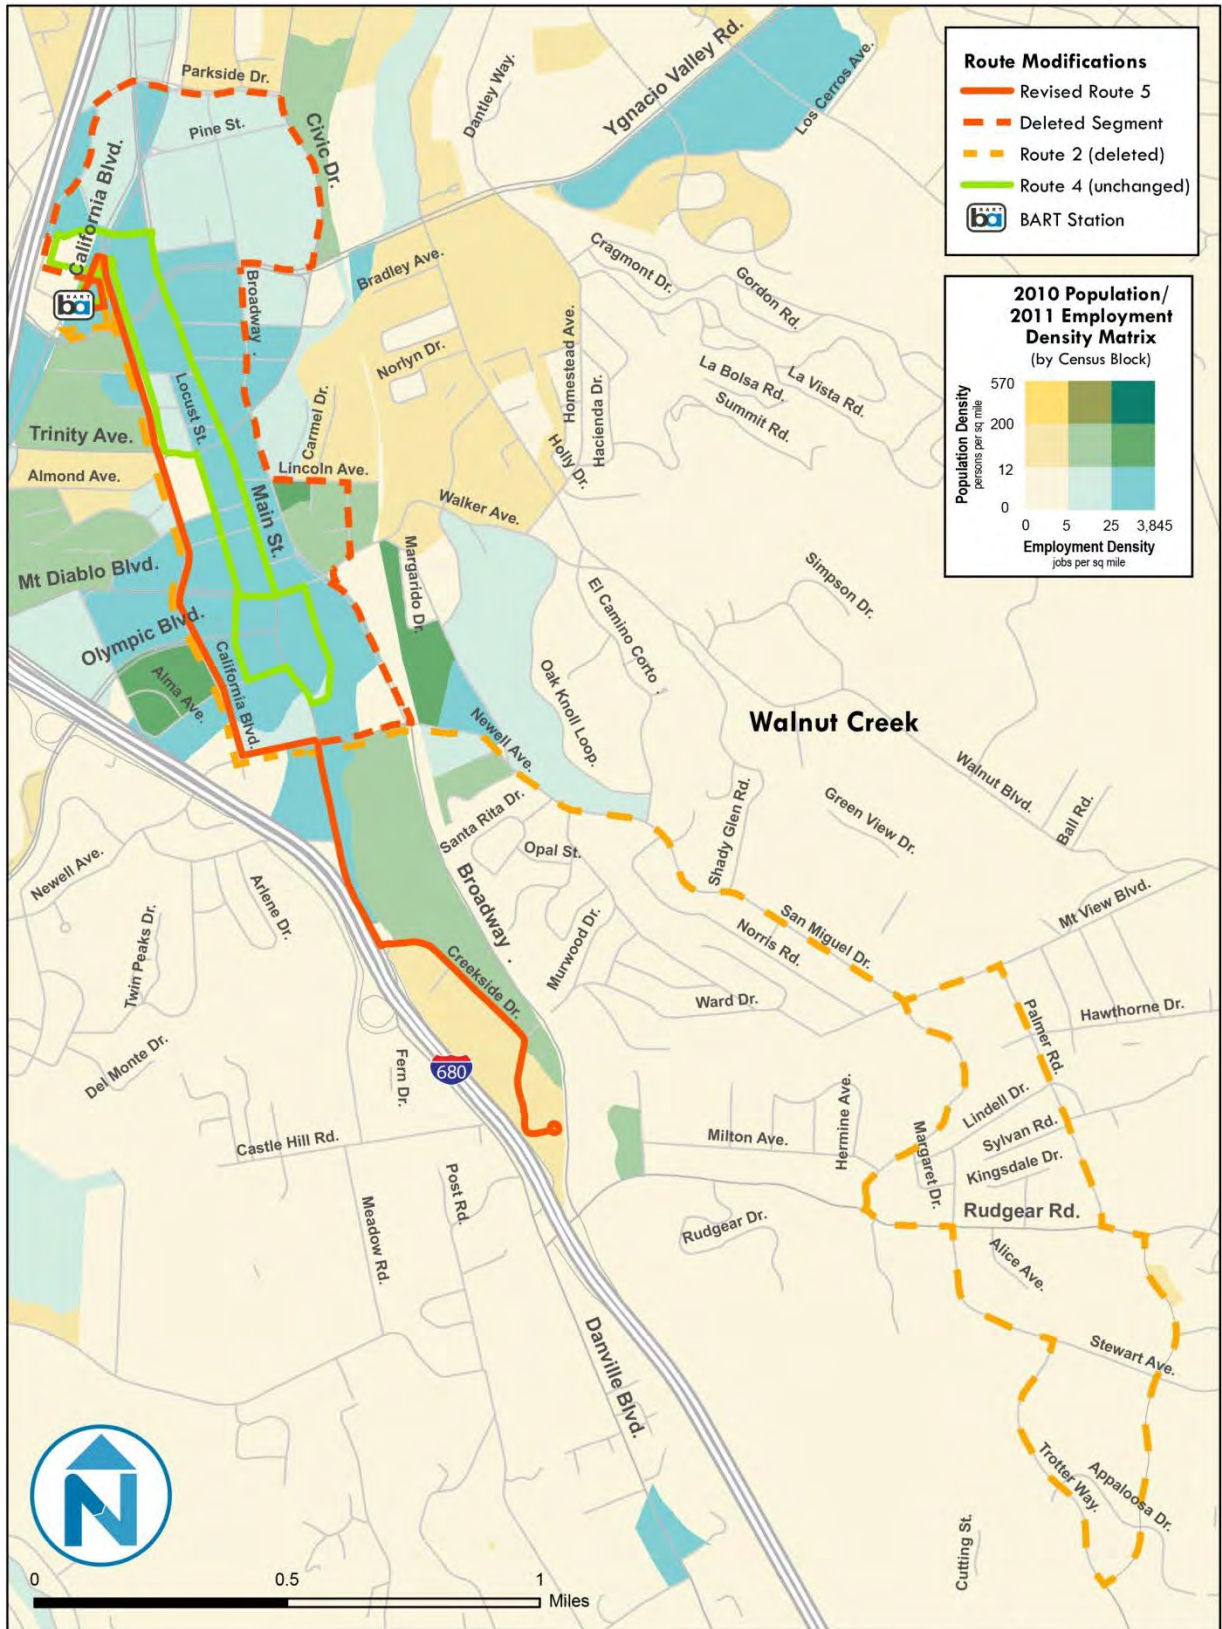 Route Modifications
Revised Route 5
Deleted Segment
Route 2 (deleted)
Route 4 (unchanged)
BART
ba
BART Station
2010 Population/
2011 Employment
Density Matrix
(by Census Block)
Population Density
persons per sq mile
570
200
12
0
0 5 25 3,845
Employment Density
jobs per sq mile
Parkside Dr.
Pine St.
Civic Dr.
California Blvd.
Dantley Way.
Ygnacio Valley Rd.
Los Cerros Ave.
BART
ba
Broadway .
Bradley Ave.
Cragmont Dr.
Gordon Rd.
Norlyn Dr.
Homestead Ave.
Hacienda Dr.
La Bolsa Rd.
La Vista Rd.
Summit Rd.
Locust St.
Carmel Dr.
Trinity Ave.
Almond Ave.
Lincoln Ave.
Holly Dr.
Walker Ave.
Main St.
Mt Diablo Blvd.
Margarido Dr.
El Camino Corto .
Simpson Dr.
Olympic Blvd.
Alma Ave.
California Blvd.
Oak Knoll Loop.
Newell Ave.
Walnut Creek
Walnut Blvd.
Ball Rd.
Shady Glen Rd.
Green View Dr.
Santa Rita Dr.
Opal St.
Newell Ave.
Arlene Dr.
Twin Peaks Dr.
Broadway .
Murwood Dr.
Creekside Dr.
San Miguel Dr.
Norris Rd.
Mt View Blvd.
Ward Dr.
Palmer Rd.
Hawthorne Dr.
Del Monte Dr.
Fern Dr.
680
Castle Hill Rd.
Milton Ave.
Hermine Ave.
Lindell Dr.
Sylvan Rd.
Margaret Dr.
Kingsdale Dr.
Post Rd.
Meadow Rd.
Rudgear Dr.
Rudgear Rd.
Alice Ave.
Danville Blvd.
Stewart Ave.
Trotter Way.
Appaloosa Dr.
Cutting St.
N
0 0.5 1
Miles